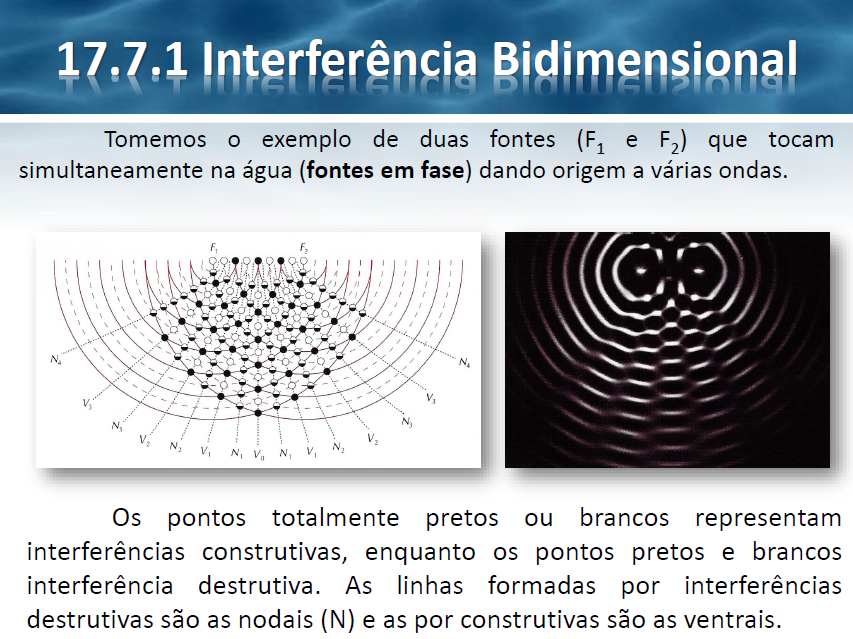 17.7.1 Interferência Bidimensional
Tomemos o exemplo de duas fontes (F1 e F2) que tocam
simultaneamente na água (fontes em fase) dando origem a várias ondas.
F1 F2
N4 N4
V3 V3
N3 N3
V2 V2
N2 V1 N1 V0 N1 V1 N2
Os pontos totalmente pretos ou brancos representam
interferências construtivas, enquanto os pontos pretos e brancos
interferência destrutiva. As linhas formadas por interferências
destrutivas são as nodais (N) e as por construtivas são as ventrais.